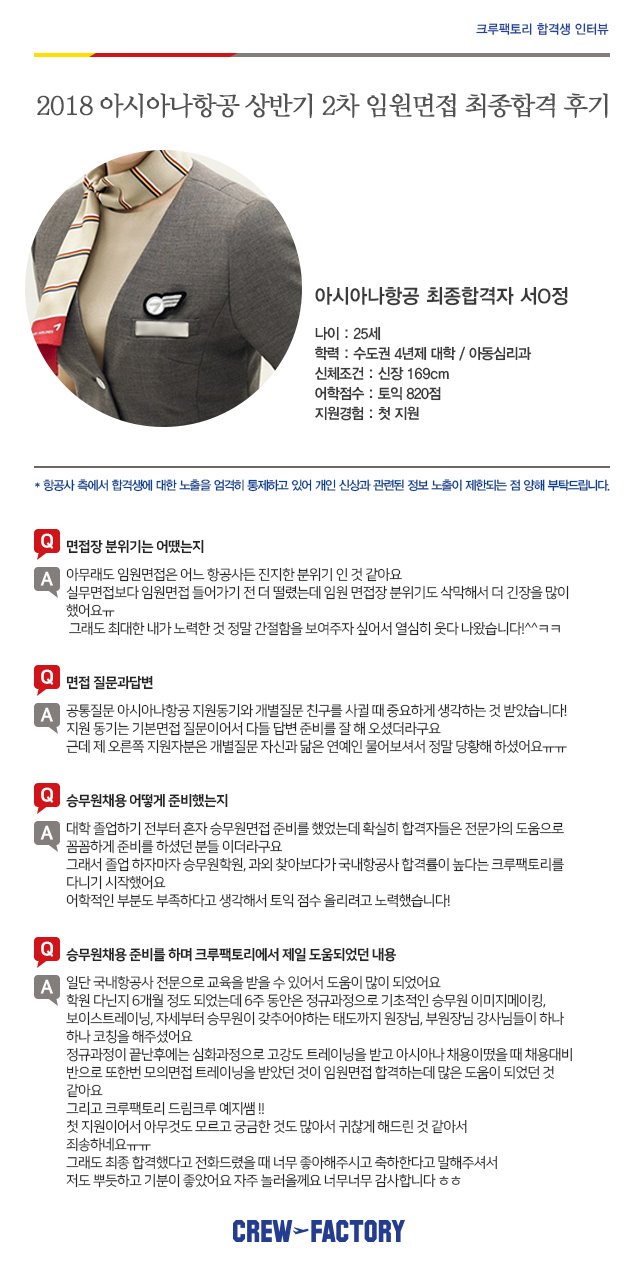 크루팩토리 합격생 인터뷰
2018 아시아나항공 상반기 2차 임원면접 최종합격 후기
아시아나항공 최종합격자 서O정
나이 : 25세
학력 : 수도권 4년제 대학 / 아동심리과
신체조건 : 신장 169cm
어학점수 : 토익 820점
지원경험 : 첫 지원
* 항공사 측에서 합격생에 대한 노출을 엄격히 통제하고 있어 개인 신상과 관련된 정보 노출이 제한되는 점 양해 부탁드립니다.
Q 면접장 분위기는 어땠는지
A 아무래도 임원면접은 어느 항공사든 진지한 분위기 인 것 같아요
실무면접보다 임원면접 들어가기 전 더 떨렸는데 임원 면접장 분위기도 삭막해서 더 긴장을 많이
했어요ㅠ
그래도 최대한 내가 노력한 것 정말 간절함을 보여주자 싶어서 열심히 웃다 나왔습니다!^^ㅋㅋ
Q 면접 질문과답변
A 공통질문 아시아나항공 지원동기와 개별질문 친구를 사귈 때 중요하게 생각하는 것 받았습니다!
지원 동기는 기본면접 질문이어서 다들 답변 준비를 잘 해 오셨더라구요
근데 제 오른쪽 지원자분은 개별질문 자신과 닮은 연예인 물어보셔서 정말 당황해 하셨어요ㅠㅠ
Q 승무원채용 어떻게 준비했는지
A 대학 졸업하기 전부터 혼자 승무원면접 준비를 했었는데 확실히 합격자들은 전문가의 도움으로
꼼꼼하게 준비를 하셨던 분들 이더라구요
그래서 졸업 하자마자 승무원학원, 과외 찾아보다가 국내항공사 합격률이 높다는 크루팩토리를
다니기 시작했어요
어학적인 부분도 부족하다고 생각해서 토익 점수 올리려고 노력했습니다!
Q 승무원채용 준비를 하며 크루팩토리에서 제일 도움되었던 내용
A 일단 국내항공사 전문으로 교육을 받을 수 있어서 도움이 많이 되었어요
학원 다닌지 6개월 정도 되었는데 6주 동안은 정규과정으로 기초적인 승무원 이미지메이킹,
보이스트레이닝, 자세부터 승무원이 갖추어야하는 태도까지 원장님, 부원장님 강사님들이 하나
하나 코칭을 해주셨어요
정규과정이 끝난후에는 심화과정으로 고강도 트레이닝을 받고 아시아나 채용이떴을 때 채용대비
반으로 또한번 모의면접 트레이닝을 받았던 것이 임원면접 합격하는데 많은 도움이 되었던 것
같아요
그리고 크루팩토리 드림크루 예지쌤 !!
첫 지원이어서 아무것도 모르고 궁금한 것도 많아서 귀찮게 해드린 것 같아서
죄송하네요ㅠㅠ
그래도 최종 합격했다고 전화드렸을 때 너무 좋아해주시고 축하한다고 말해주셔서
저도 뿌듯하고 기분이 좋았어요 자주 놀러올께요 너무너무 감사합니다 ㅎㅎ
CREW FACTORY